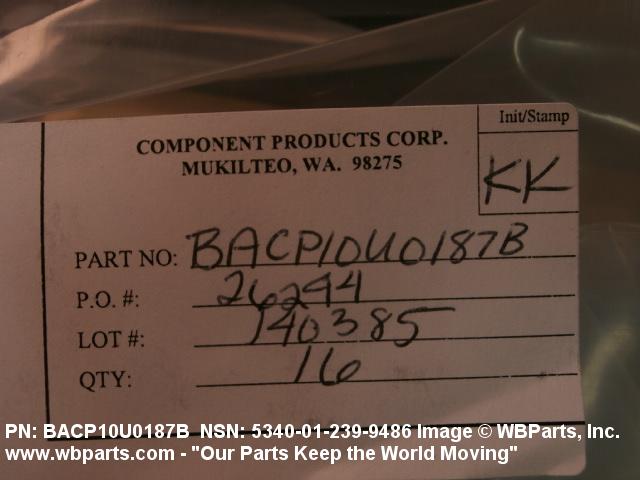 Init/Stamp
COMPONENT PRODUCTS CORP.
MUKILTEO, WA. 98275
KK
PART NO: BACP10U0187B
P.O. #: 26294
LOT #: 140385
QTY: 16
PN: BACP10U0187B NSN: 5340-01-239-9486 Image © WBParts, Inc.
www.wbparts.com - "Our Parts Keep the World Moving"